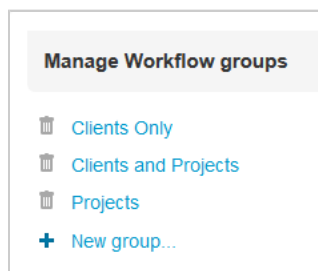 Manage Workflow groups
Clients Only
Clients and Projects
Projects
New group...